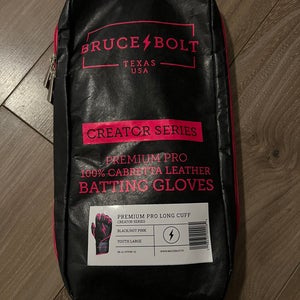 BRUCE BOLT
TEXAS
USA
CREATOR SERIES
PREMIUM PRO
100% CABRETTA LEATHER
BATTING GLOVES
PREMIUM PRO LONG CUFF
CREATOR SERIES
BLACK/HOT PINK
YOUTH LARGE